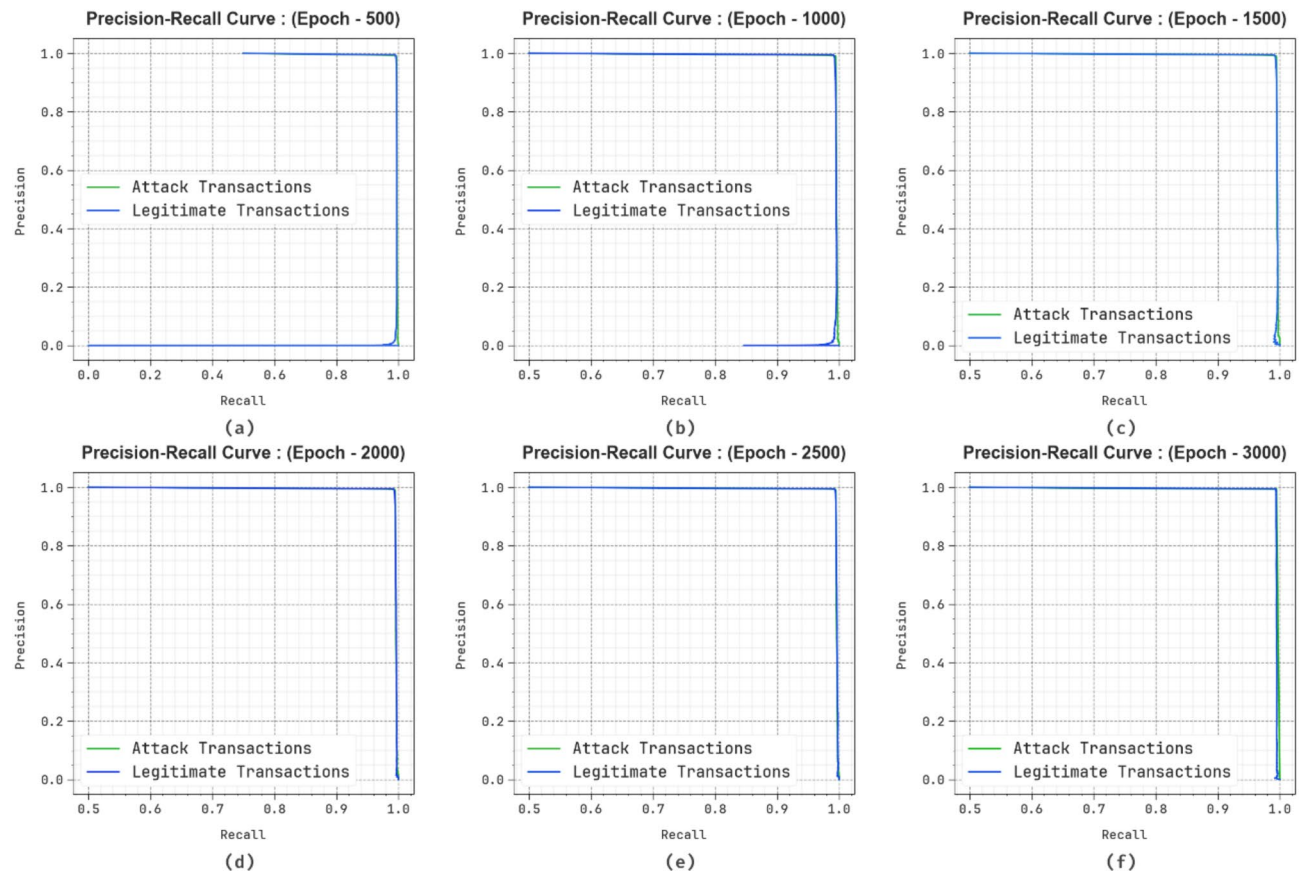 Precision-Recall Curve : (Epoch - 500)
1.0
0.8
0.6
0.4
0.2
0.0
Precision
Attack Transactions
Legitimate Transactions
0.0 0.2 0.4 0.6 0.8 1.0
Recall
(a)
Precision-Recall Curve : (Epoch - 1000)
1.0
0.8
0.6
0.4
0.2
0.0
Precision
Attack Transactions
Legitimate Transactions
0.5 0.6 0.7 0.8 0.9 1.0
Recall
(b)
Precision-Recall Curve : (Epoch - 1500)
1.0
0.8
0.6
0.4
0.2
0.0
Precision
Attack Transactions
Legitimate Transactions
0.5 0.6 0.7 0.8 0.9 1.0
Recall
(c)
Precision-Recall Curve : (Epoch - 2000)
1.0
0.8
0.6
0.4
0.2
0.0
Precision
Attack Transactions
Legitimate Transactions
0.5 0.6 0.7 0.8 0.9 1.0
Recall
(d)
Precision-Recall Curve : (Epoch - 2500)
1.0
0.8
0.6
0.4
0.2
0.0
Precision
Attack Transactions
Legitimate Transactions
0.5 0.6 0.7 0.8 0.9 1.0
Recall
(e)
Precision-Recall Curve : (Epoch - 3000)
1.0
0.8
0.6
0.4
0.2
0.0
Precision
Attack Transactions
Legitimate Transactions
0.5 0.6 0.7 0.8 0.9 1.0
Recall
(f)